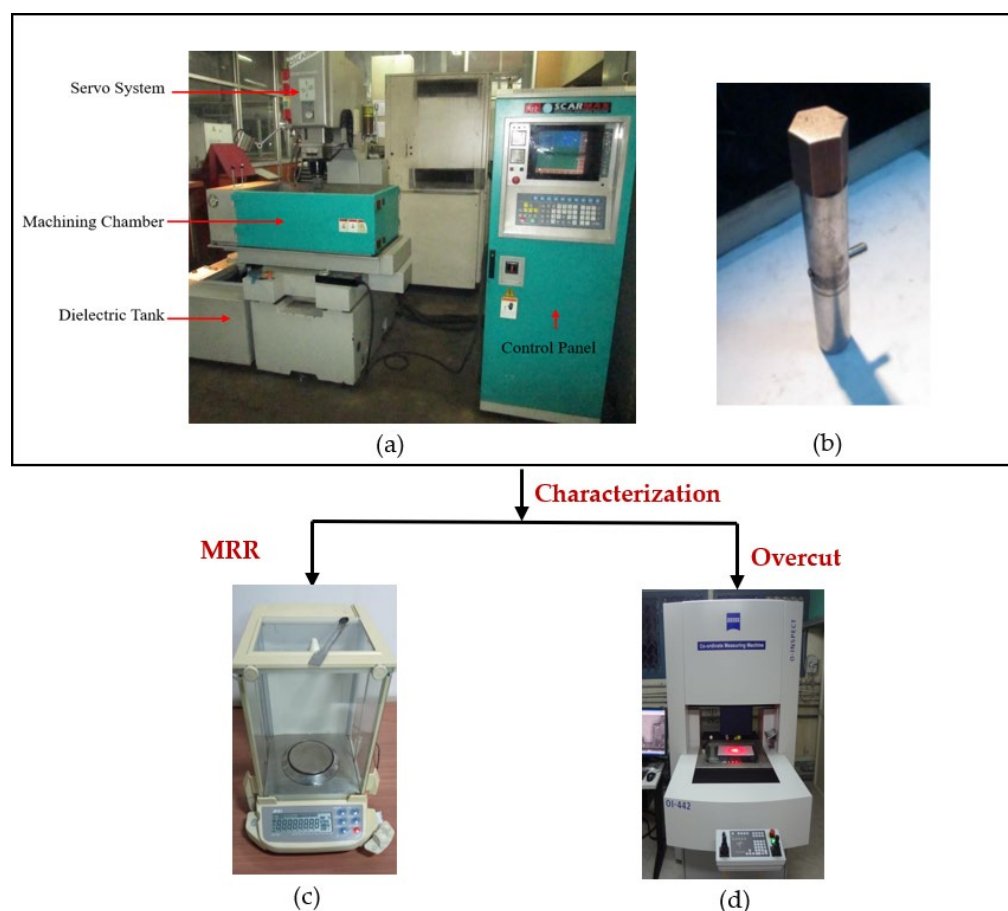 SCARMAX
Servo System
Machining Chamber
Dielectric Tank
Control Panel
(a)
(b)
Characterization
MRR
Overcut
ZEISS
Co-ordinate Measuring Machine
O-INSPECT
OI-442
(c)
(d)